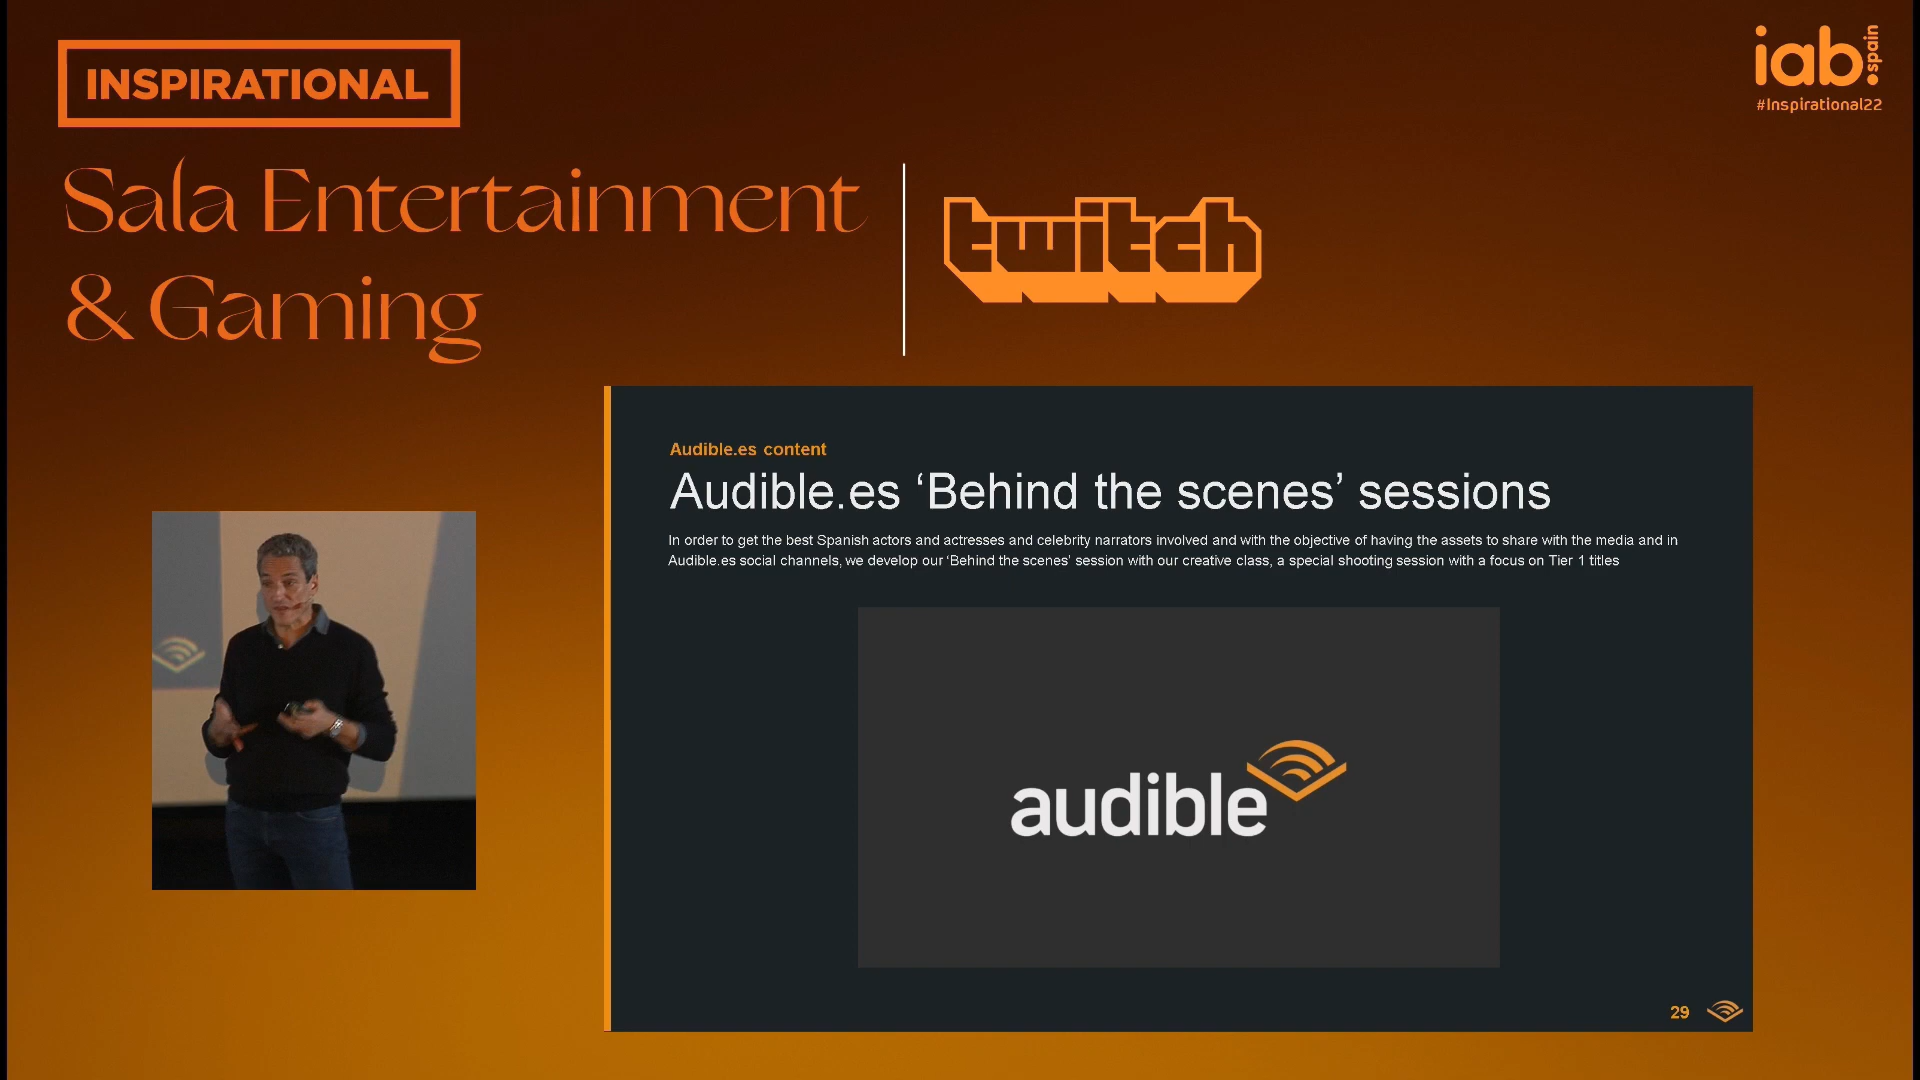 INSPIRATIONAL
iab.spain
#Inspirational22
Sala Entertainment
& Gaming
twitch
Audible.es content
Audible.es ‘Behind the scenes’ sessions
In order to get the best Spanish actors and actresses and celebrity narrators involved and with the objective of having the assets to share with the media and in
Audible.es social channels, we develop our ‘Behind the scenes’ session with our creative class, a special shooting session with a focus on Tier 1 titles
audible
29